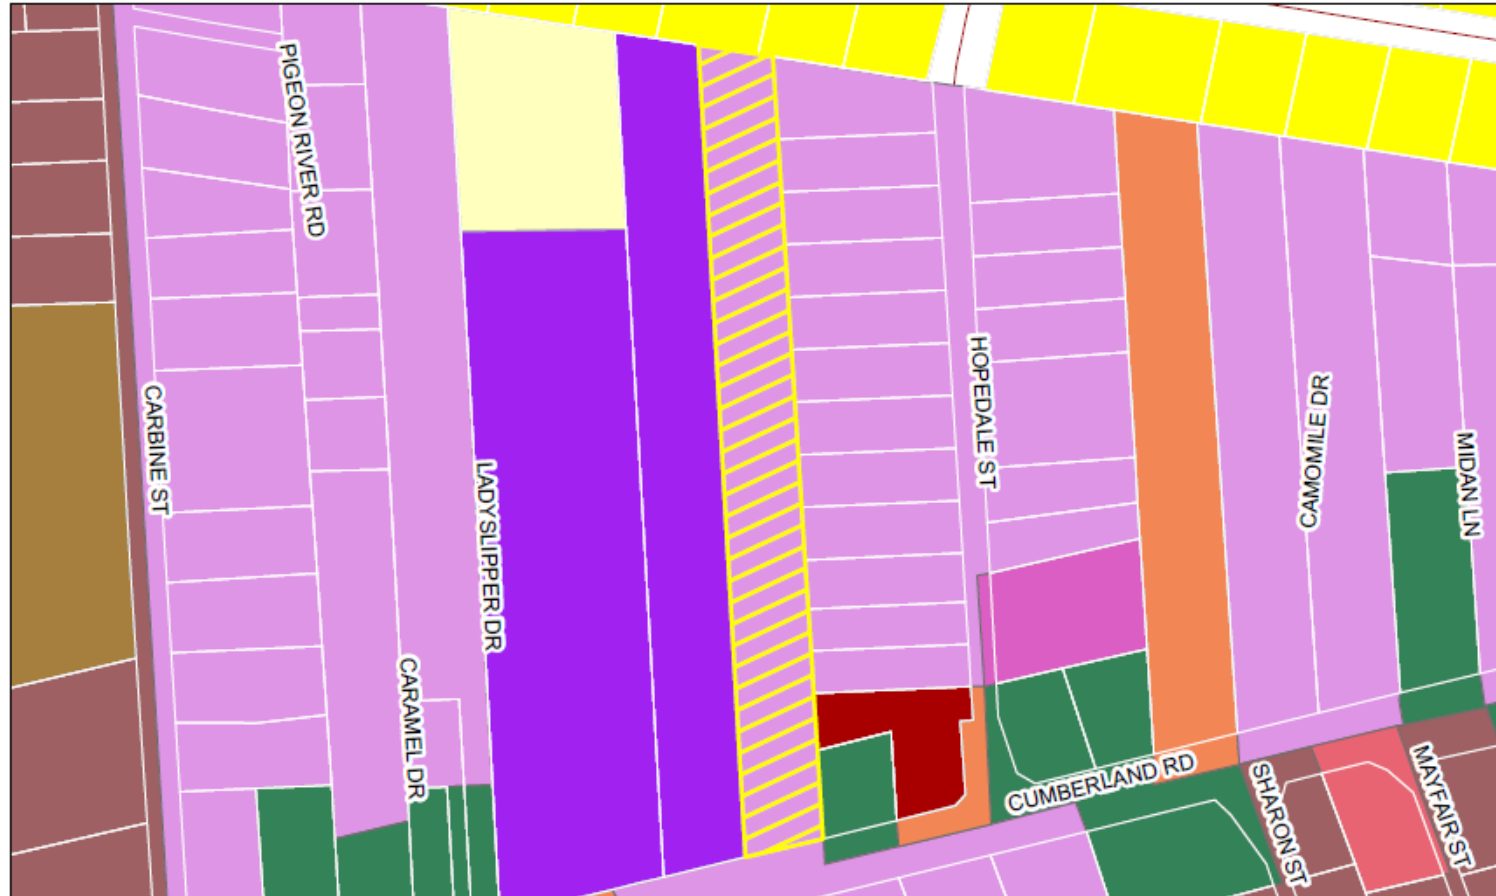 PIGEON RIVER RD
HOPEDALE ST
CAMOMILE DR
CARBINE ST
MIDAN LN
LADYSLIPPER DR
CARAMEL DR
CUMBERLAND RD
SHARON ST
MAYFAIR ST